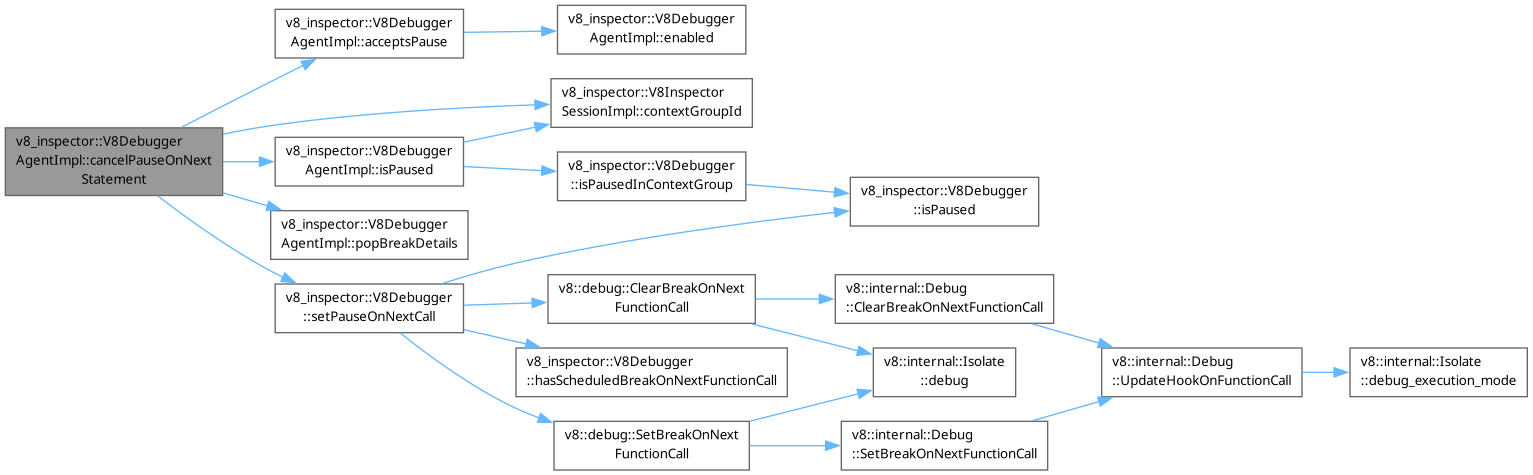 v8_inspector::V8Debugger
AgentImpl::cancelPauseOnNext
Statement
v8_inspector::V8Debugger
AgentImpl::acceptsPause
v8_inspector::V8Debugger
AgentImpl::enabled
v8_inspector::V8Inspector
SessionImpl::contextGroupId
v8_inspector::V8Debugger
AgentImpl::isPaused
v8_inspector::V8Debugger
::isPausedInContextGroup
v8_inspector::V8Debugger
::isPaused
v8_inspector::V8Debugger
AgentImpl::popBreakDetails
v8_inspector::V8Debugger
::setPauseOnNextCall
v8::debug::ClearBreakOnNext
FunctionCall
v8::internal::Debug
::ClearBreakOnNextFunctionCall
v8_inspector::V8Debugger
::hasScheduledBreakOnNextFunctionCall
v8::internal::Isolate
::debug
v8::internal::Debug
::UpdateHookOnFunctionCall
v8::internal::Isolate
::debug_execution_mode
v8::debug::SetBreakOnNext
FunctionCall
v8::internal::Debug
::SetBreakOnNextFunctionCall